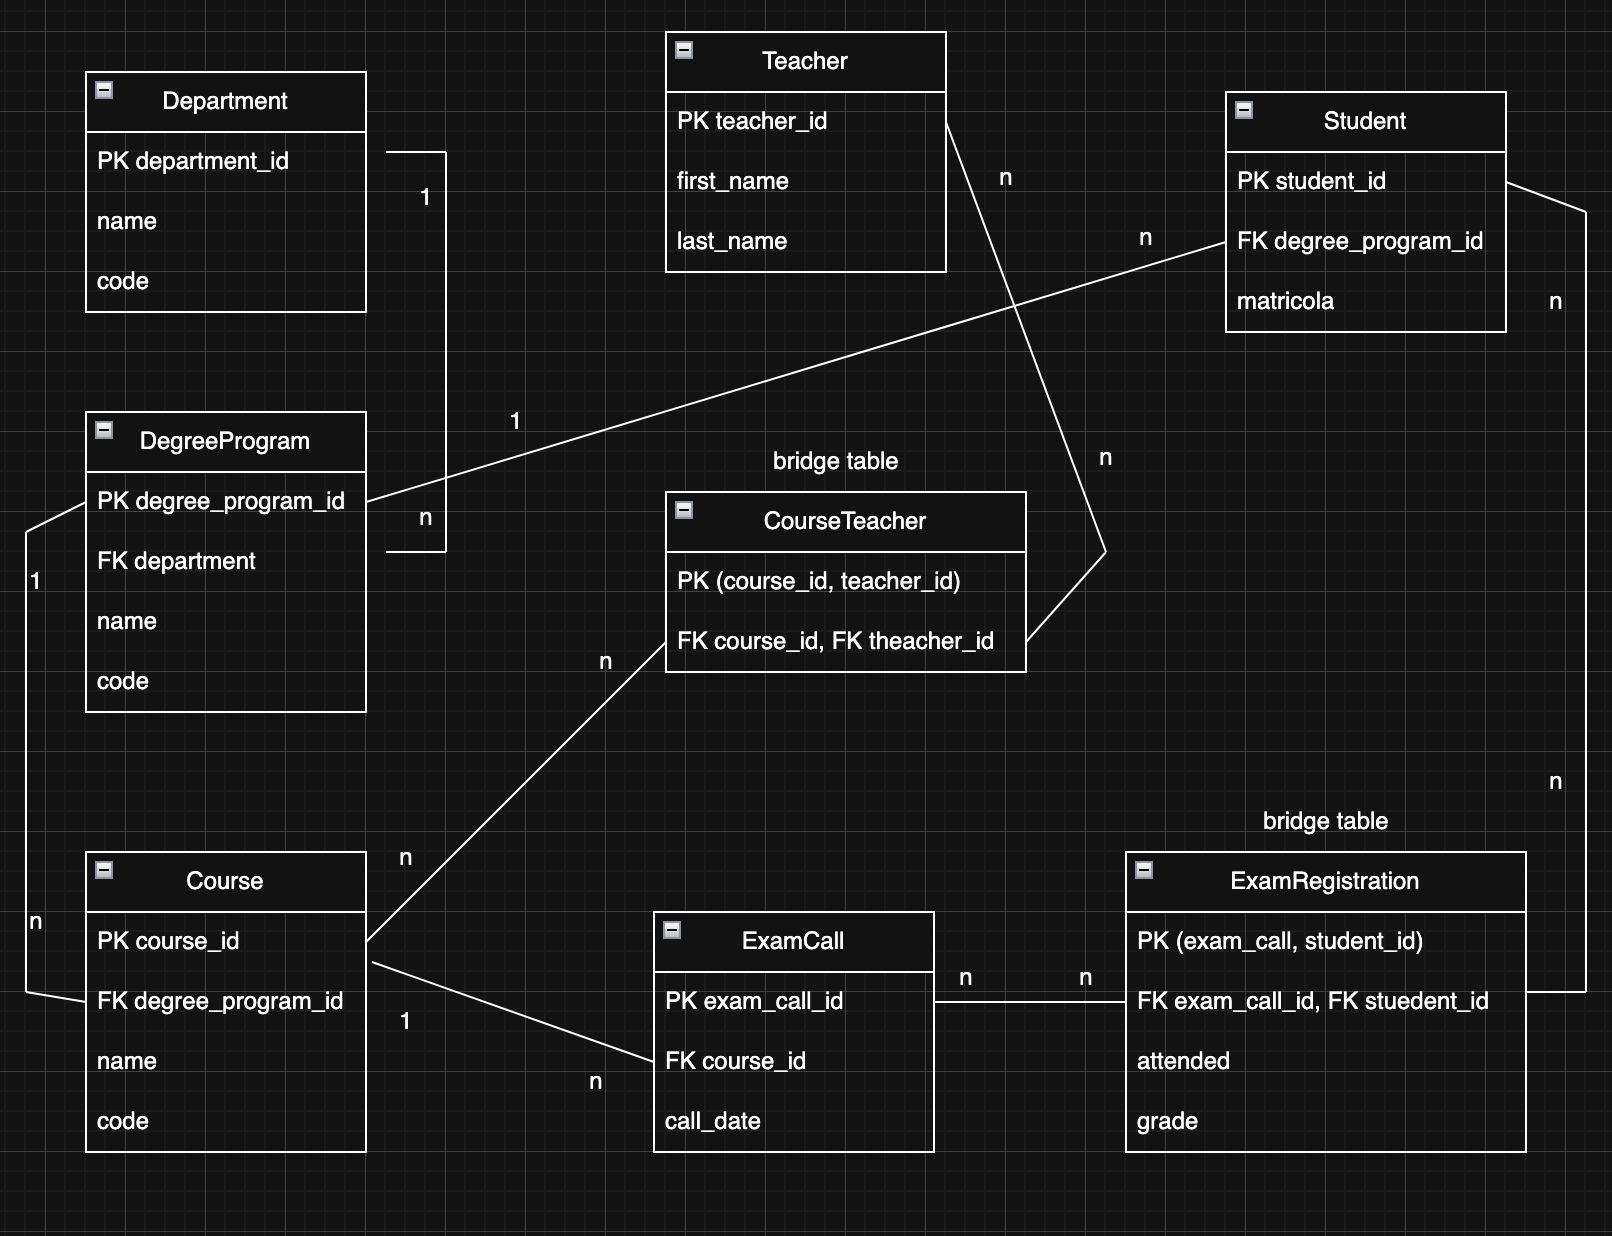 Department
PK department_id
name
code
1
n
Teacher
PK teacher_id
first_name
last_name
n
n
Student
PK student_id
FK degree_program_id
matricola
n
n
n
1
DegreeProgram
PK degree_program_id
FK department
name
code
1
n
bridge table
CourseTeacher
PK (course_id, teacher_id)
FK course_id, FK theacher_id
n
n
Course
PK course_id
FK degree_program_id
name
code
1
n
ExamCall
PK exam_call_id
FK course_id
call_date
n
n
bridge table
ExamRegistration
PK (exam_call, student_id)
FK exam_call_id, FK stuedent_id
attended
grade